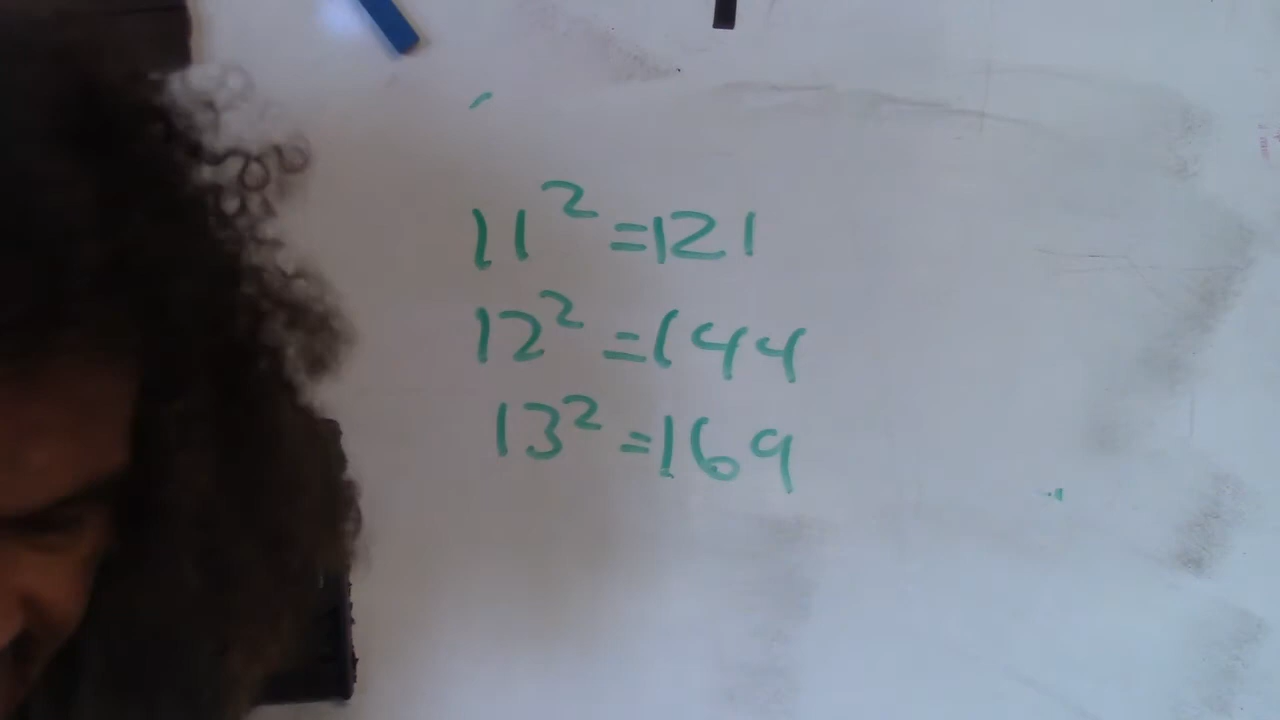 11² =121
12² =144
13² =169